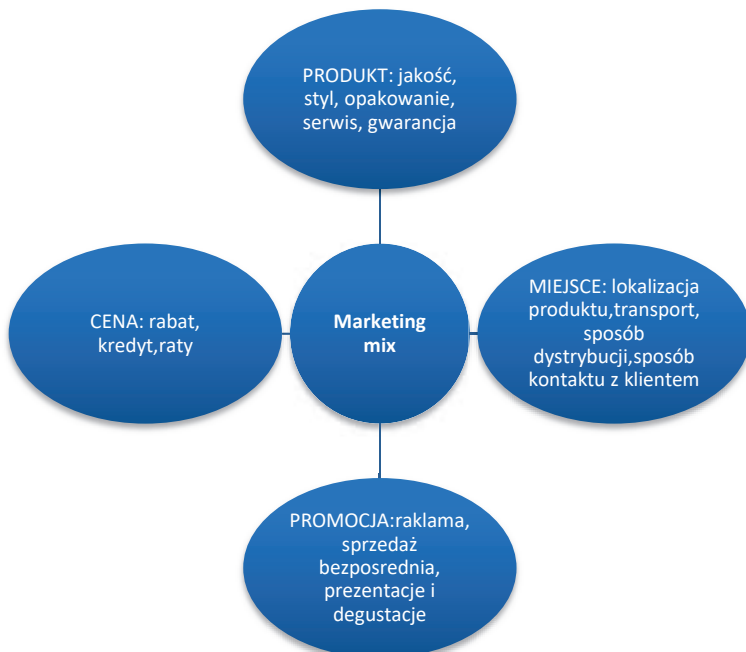 PRODUKT: jakość,
styl, opakowanie,
serwis, gwarancja
CENA: rabat,
kredyt,raty
Marketing
mix
MIEJSCE: lokalizacja
produktu,transport,
sposób
dystrybucji,sposób
kontaktu z klientem
PROMOCJA:raklama,
sprzedaż
bezposrednia,
prezentacje i
degustacje